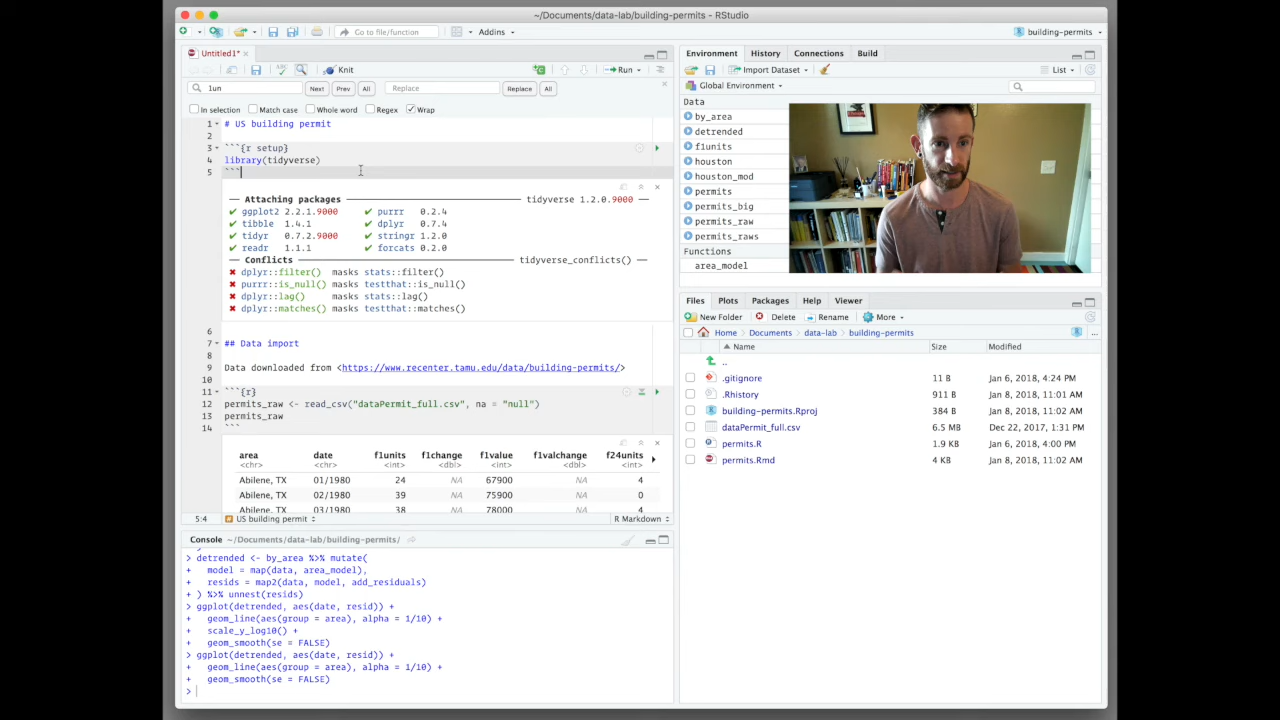 ~/Documents/data-lab/building-permits - RStudio
Go to file/function
Addins
building-permits
Untitled1*
Knit
Run
1un
Next
Prev
All
Replace
Replace
All
In selection
Match case
Whole word
Regex
Wrap
1 # US building permit
2
3 ```{r setup}
4 library(tidyverse)
5 ```
— Attaching packages — tidyverse 1.2.0.9000 —
✔ ggplot2 2.2.1.9000 ✔ purrr 0.2.4
✔ tibble 1.4.1 ✔ dplyr 0.7.4
✔ tidyr 0.7.2.9000 ✔ stringr 1.2.0
✔ readr 1.1.1 ✔ forcats 0.2.0
— Conflicts — tidyverse_conflicts() —
✖ dplyr::filter() masks stats::filter()
✖ purrr::is_null() masks testthat::is_null()
✖ dplyr::lag() masks stats::lag()
✖ dplyr::matches() masks testthat::matches()
6
7 ## Data import
8
9 Data downloaded from <https://www.recenter.tamu.edu/data/building-permits/>
10
11 ```{r}
12 permits_raw <- read_csv("dataPermit_full.csv", na = "null")
13 permits_raw
14 ```
area date f1units f1change f1value f1valchange f24units
<chr> <chr> <int> <dbl> <int> <dbl> <int>
Abilene, TX 01/1980 24 NA 67900 NA 4
Abilene, TX 02/1980 39 NA 75900 NA 0
Abilene, TX 03/1980 38 NA 78000 NA 4
5:4 US building permit R Markdown
Console ~/Documents/data-lab/building-permits/
> detrended <- by_area %>% mutate(
+ model = map(data, area_model),
+ resids = map2(data, model, add_residuals)
+ ) %>% unnest(resids)
> ggplot(detrended, aes(date, resid)) +
+ geom_line(aes(group = area), alpha = 1/10) +
+ scale_y_log10() +
+ geom_smooth(se = FALSE)
> ggplot(detrended, aes(date, resid)) +
+ geom_line(aes(group = area), alpha = 1/10) +
+ geom_smooth(se = FALSE)
>
Environment History Connections Build
Import Dataset
List
Global Environment
Data
by_area
detrended
f1units
houston
houston_mod
permits
permits_big
permits_raw
permits_raws
Functions
area_model
Files Plots Packages Help Viewer
New Folder Delete Rename More
Home Documents data-lab building-permits ...
Name Size Modified
..
.gitignore 11 B Jan 6, 2018, 4:24 PM
.Rhistory 911 B Jan 8, 2018, 11:01 AM
building-permits.Rproj 384 B Jan 8, 2018, 11:02 AM
dataPermit_full.csv 6.5 MB Dec 22, 2017, 1:31 PM
permits.R 1.9 KB Jan 6, 2018, 4:00 PM
permits.Rmd 4 KB Jan 8, 2018, 11:02 AM